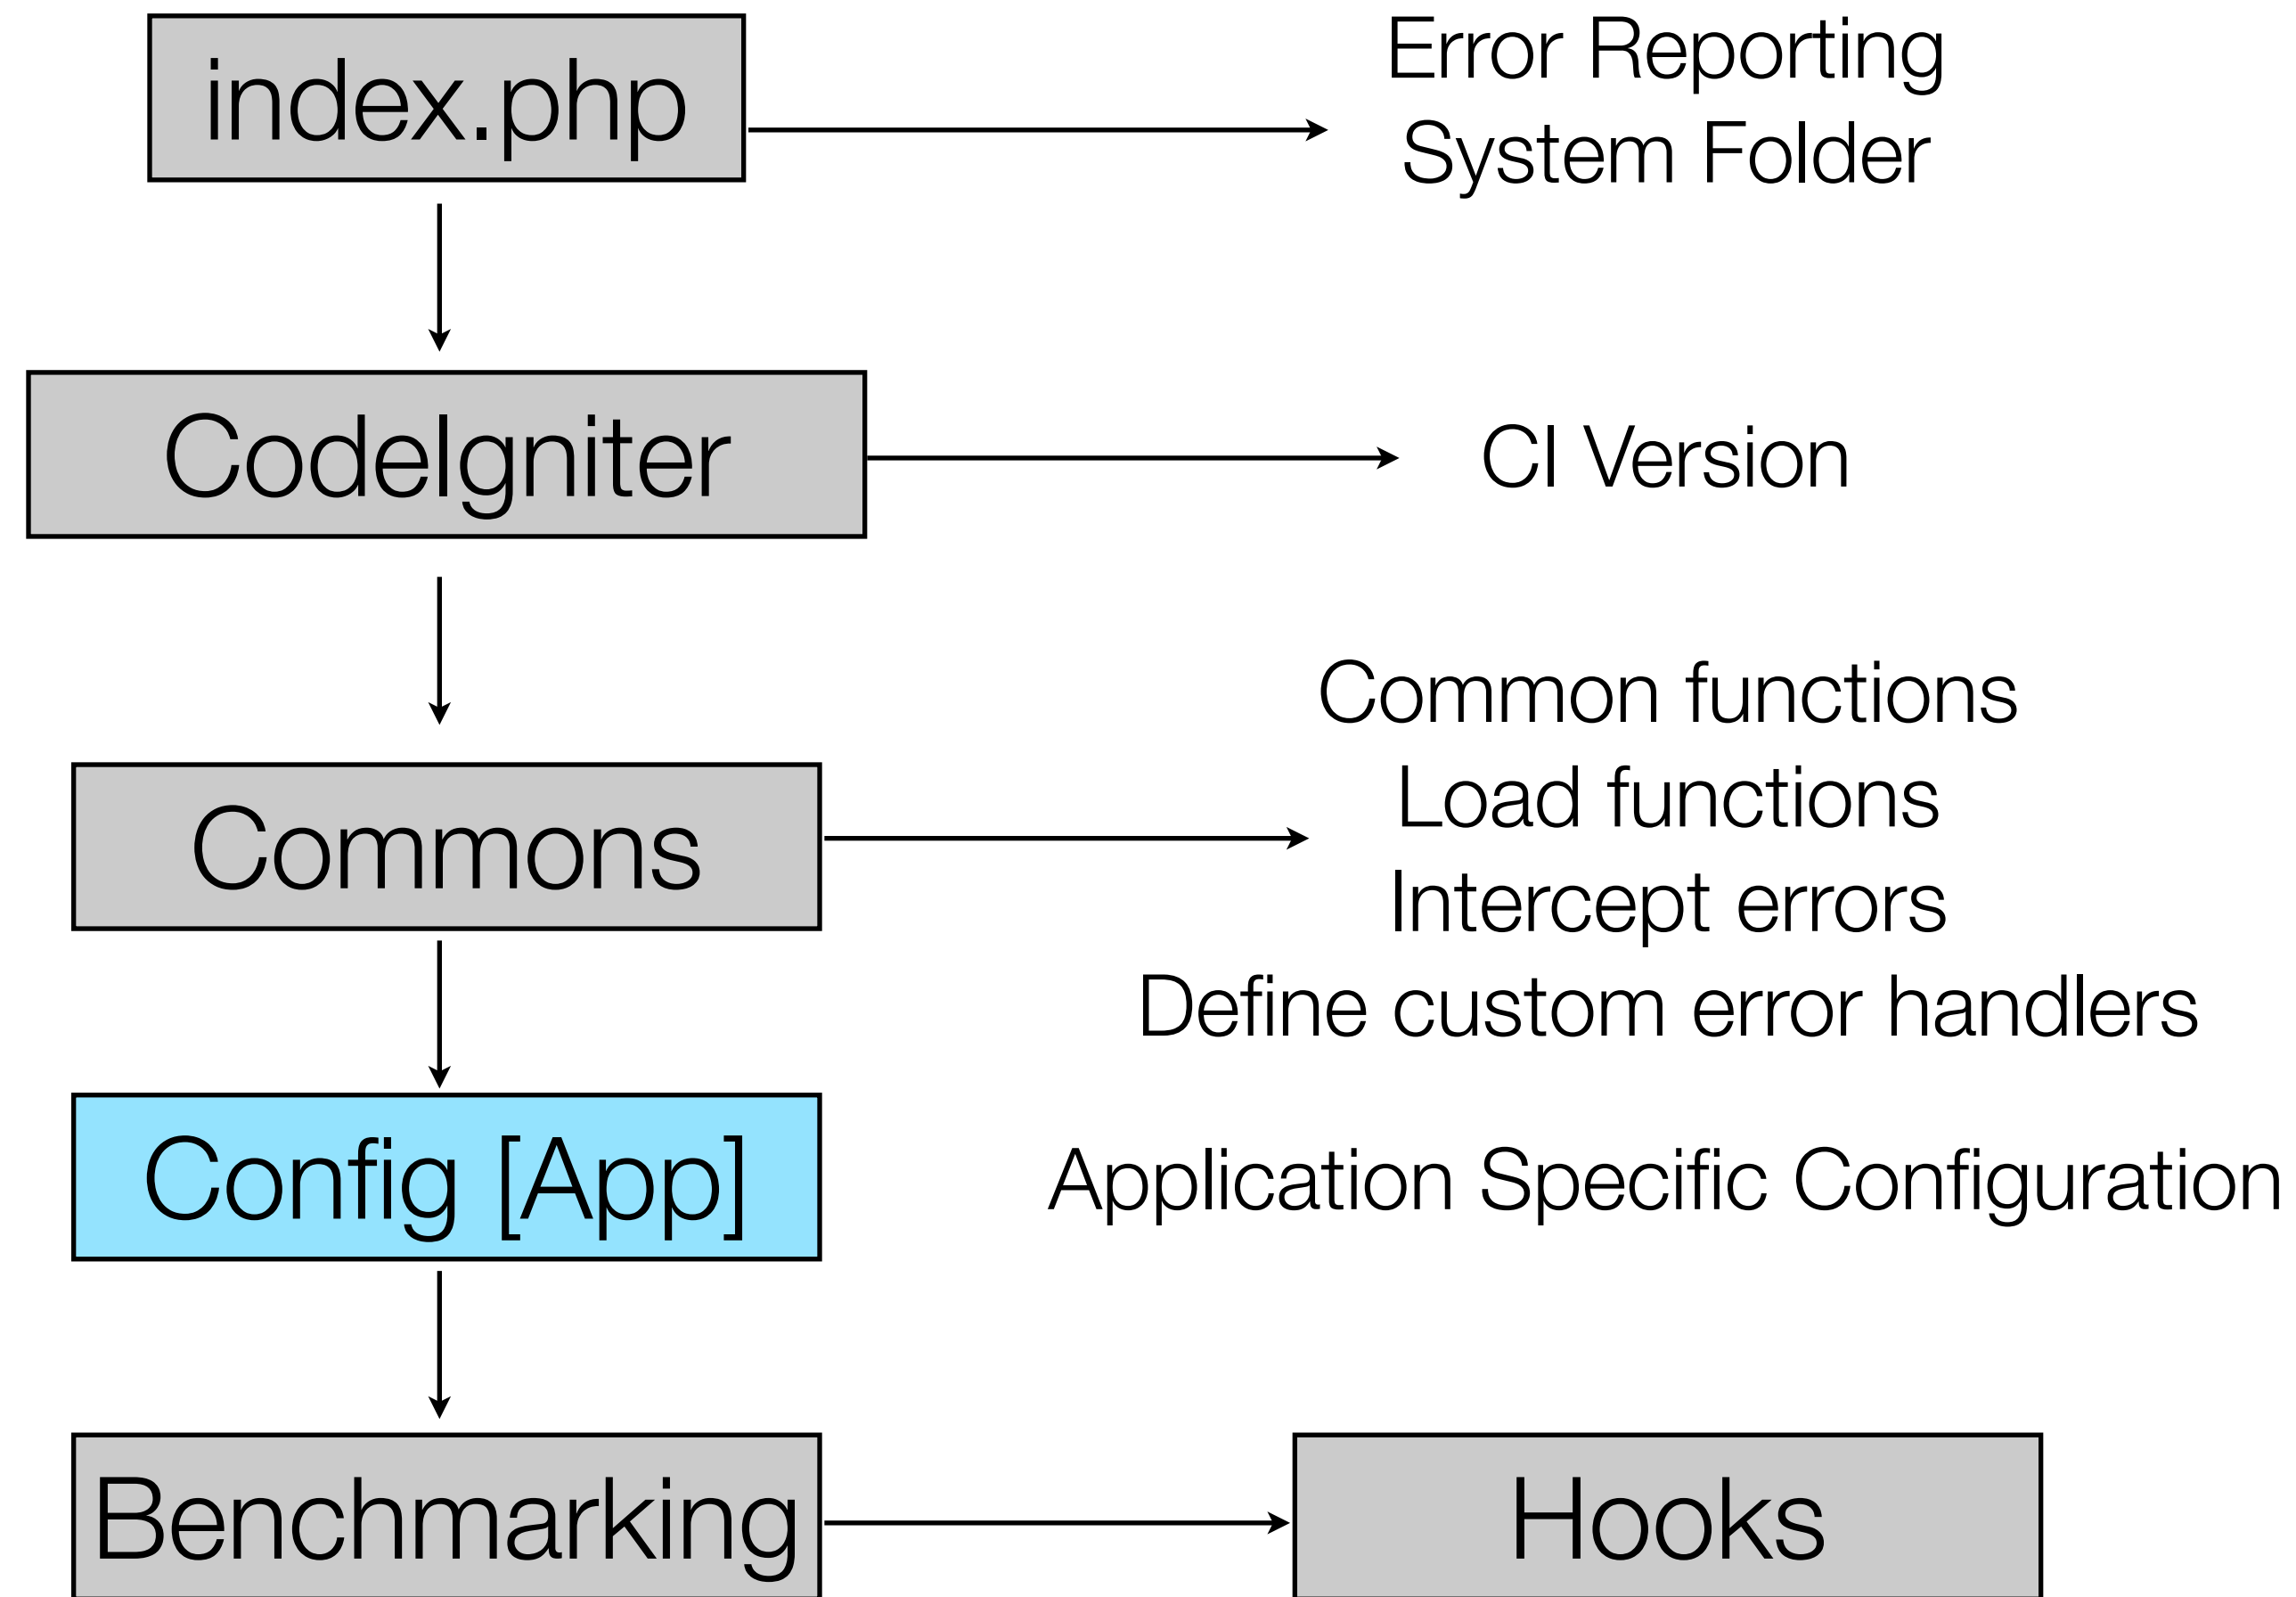 index.php
Error Reporting
System Folder
CodeIgniter
CI Version
Commons
Common functions
Load functions
Intercept errors
Define custom error handlers
Config [App]
Application Specific Configuration
Benchmarking
Hooks